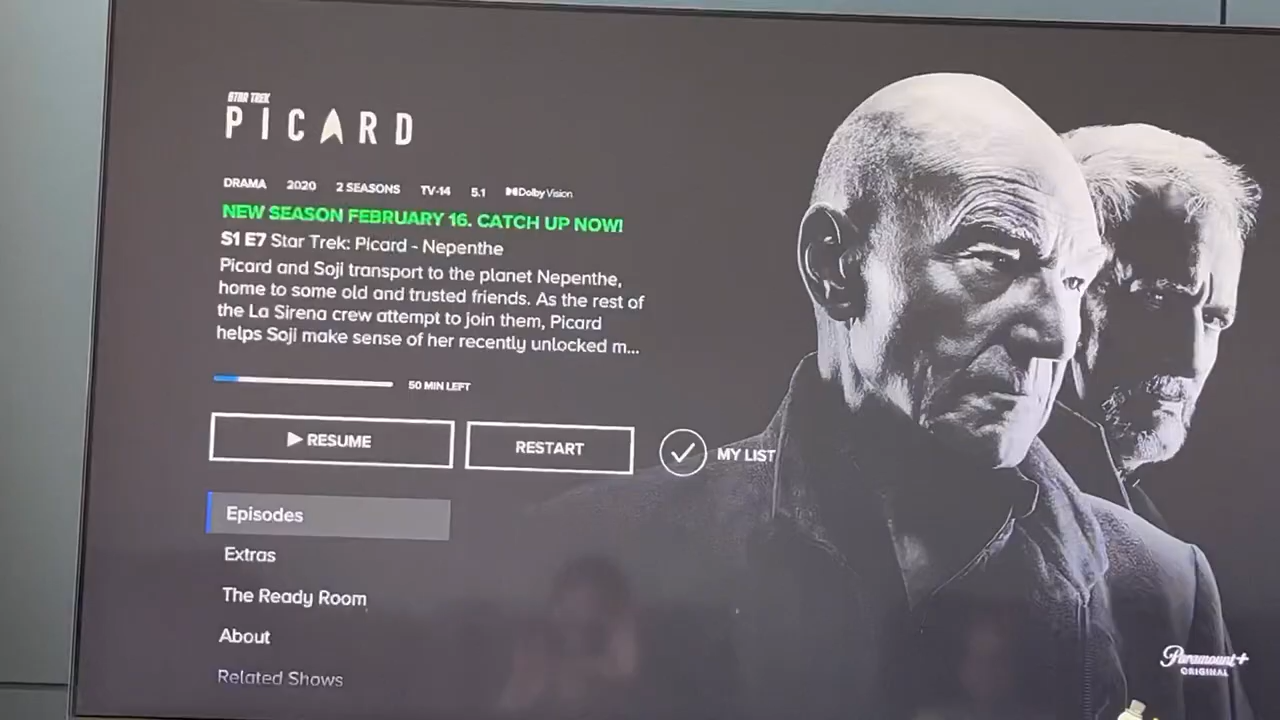 STAR TREK
PICARD
DRAMA 2020 2 SEASONS TV-14 5.1 Dolby Vision
NEW SEASON FEBRUARY 16. CATCH UP NOW!
S1 E7 Star Trek: Picard - Nepenthe
Picard and Soji transport to the planet Nepenthe,
home to some old and trusted friends. As the rest of
the La Sirena crew attempt to join them, Picard
helps Soji make sense of her recently unlocked m...
50 MIN LEFT
RESUME
RESTART
MY LIST
Episodes
Extras
The Ready Room
About
Related Shows
Paramount+
ORIGINAL